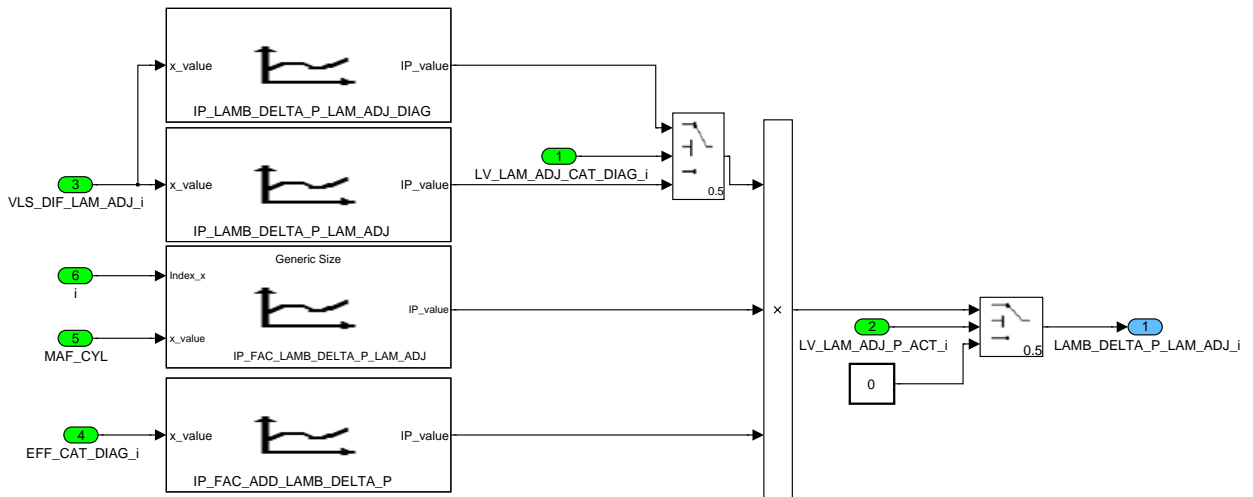 x_value
IP_value
IP_LAMB_DELTA_P_LAM_ADJ_DIAG
3
VLS_DIF_LAM_ADJ_i
x_value
IP_value
IP_LAMB_DELTA_P_LAM_ADJ
1
LV_LAM_ADJ_CAT_DIAG_i
0.5
6
i
5
MAF_CYL
Generic Size
Index_x
x_value
IP_value
IP_FAC_LAMB_DELTA_P_LAM_ADJ
×
2
LV_LAM_ADJ_P_ACT_i
0
0.5
1
LAMB_DELTA_P_LAM_ADJ_i
4
EFF_CAT_DIAG_i
x_value
IP_value
IP_FAC_ADD_LAMB_DELTA_P